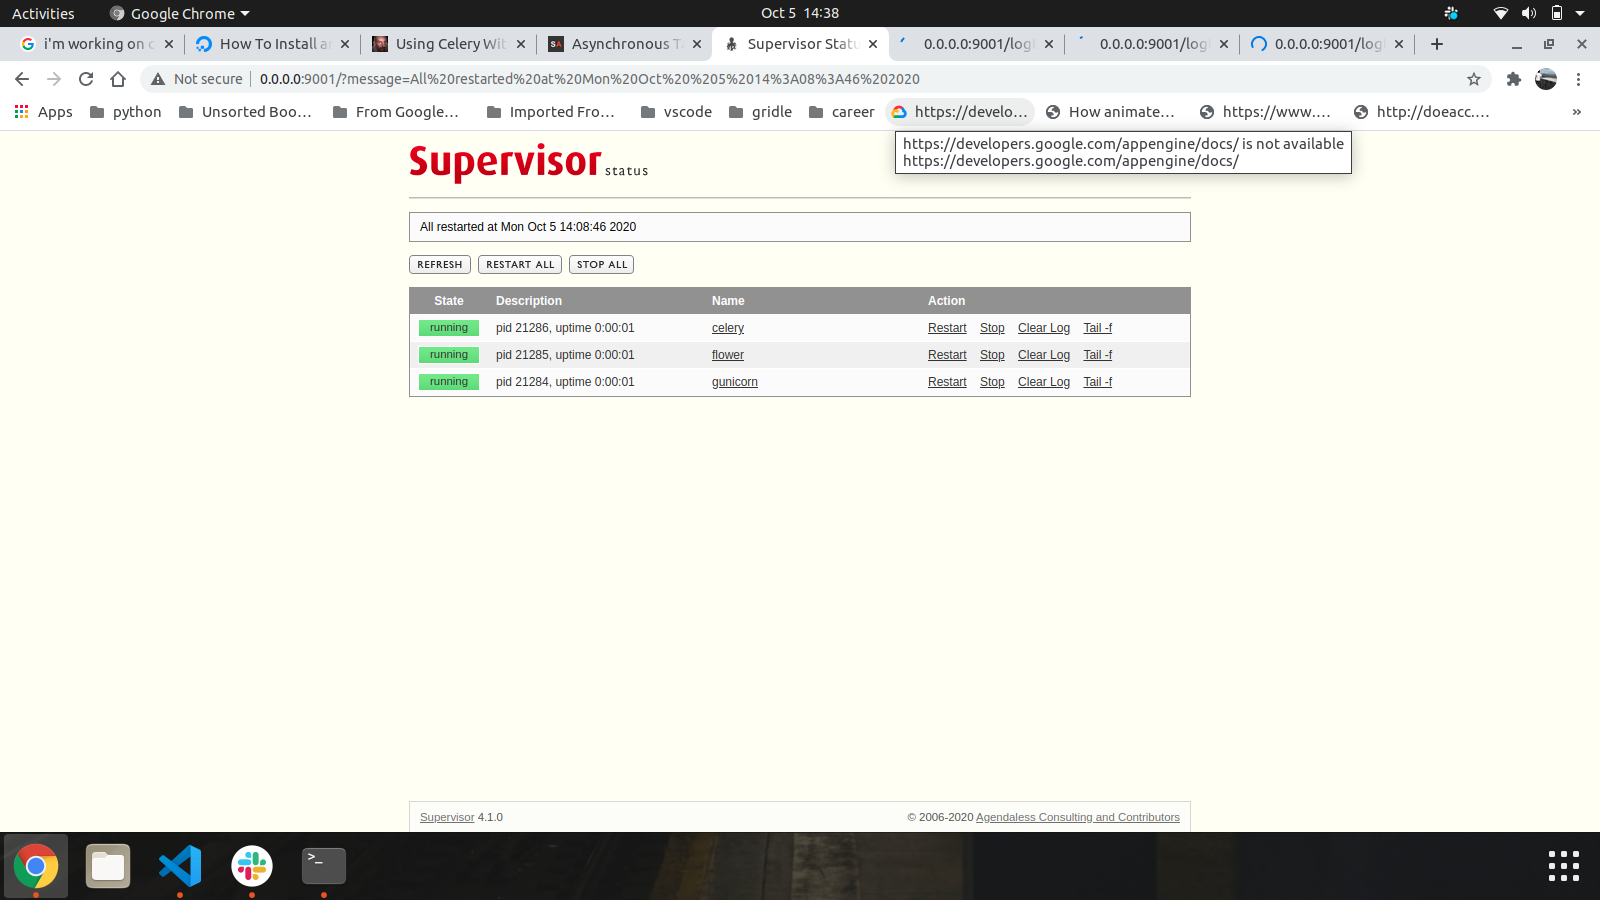 Activities
Google Chrome
Oct 5 14:38
i'm working on c
How To Install a
Using Celery Wit
Asynchronous T
Supervisor Statu
0.0.0.0:9001/logt
0.0.0.0:9001/logt
0.0.0.0:9001/logt
Not secure
0.0.0.0:9001/?message=All%20restarted%20at%20Mon%20Oct%20%205%2014%3A08%3A46%202020
Apps
python
Unsorted Boo...
From Google...
Imported Fro...
vscode
gridle
career
https://develo...
How animate...
https://www....
http://doeacc....
»
https://developers.google.com/appengine/docs/ is not available
https://developers.google.com/appengine/docs/
Supervisor status
All restarted at Mon Oct 5 14:08:46 2020
REFRESH RESTART ALL STOP ALL
State Description Name Action
running pid 21286, uptime 0:00:01 celery Restart Stop Clear Log Tail -f
running pid 21285, uptime 0:00:01 flower Restart Stop Clear Log Tail -f
running pid 21284, uptime 0:00:01 gunicorn Restart Stop Clear Log Tail -f
Supervisor 4.1.0
© 2006-2020 Agendaless Consulting and Contributors